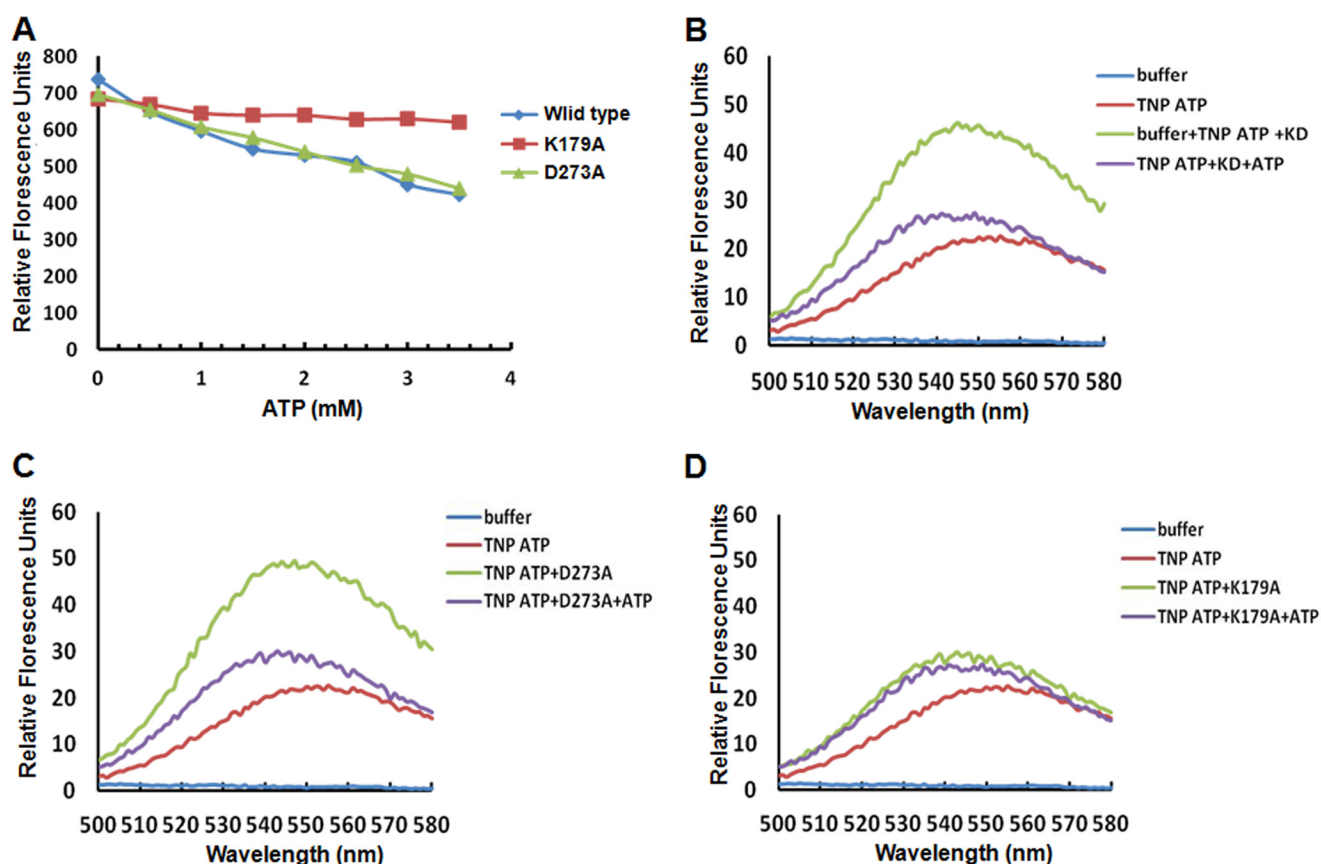 A
Relative Florescence Units
800
700
600
500
400
300
200
100
0
0 1 2 3 4
ATP (mM)
Wlid type
K179A
D273A
B
Relative Florescence Units
60
50
40
30
20
10
0
500 510 520 530 540 550 560 570 580
Wavelength (nm)
buffer
TNP ATP
buffer+TNP ATP +KD
TNP ATP+KD+ATP
C
Relative Florescence Units
60
50
40
30
20
10
0
500 510 520 530 540 550 560 570 580
Wavelength (nm)
buffer
TNP ATP
TNP ATP+D273A
TNP ATP+D273A+ATP
D
Relative Florescence Units
60
50
40
30
20
10
0
500 510 520 530 540 550 560 570 580
Wavelength (nm)
buffer
TNP ATP
TNP ATP+K179A
TNP ATP+K179A+ATP